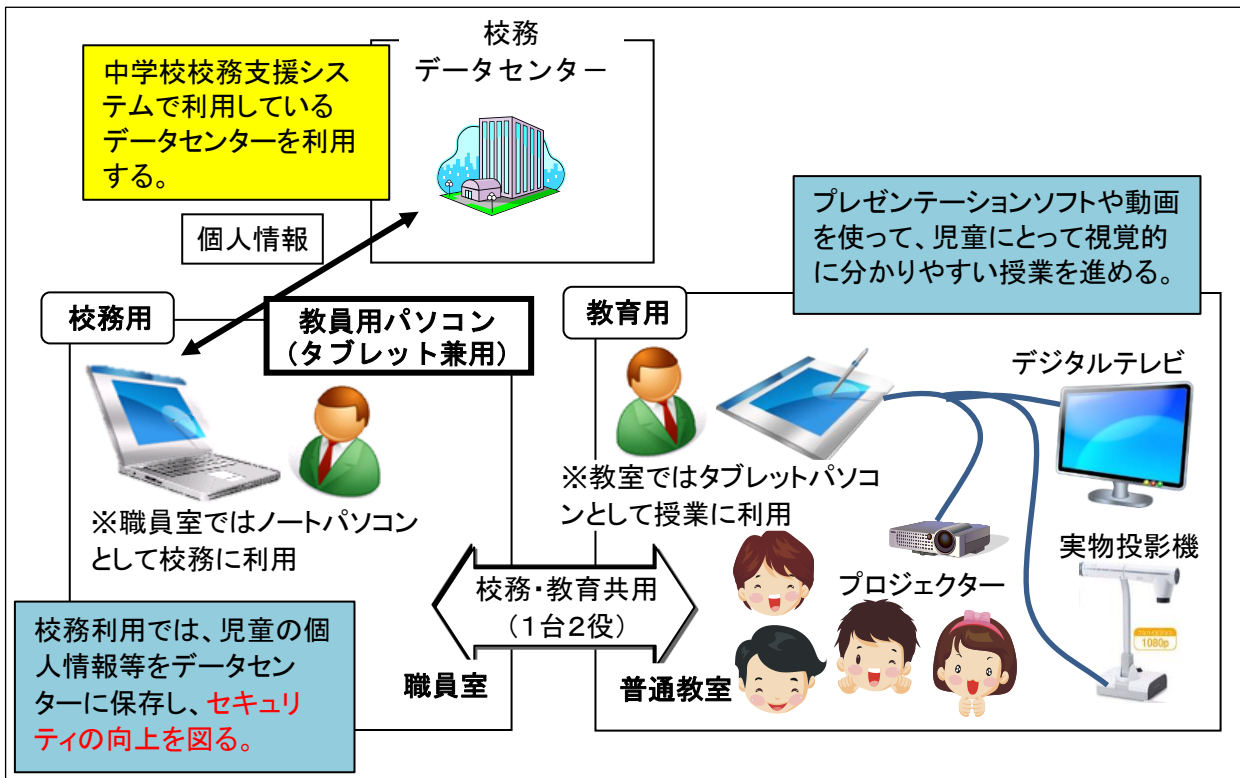 校務
データセンター
中学校校務支援シス
テムで利用している
データセンターを利用
する。
個人情報
プレゼンテーションソフトや動画
を使って、児童にとって視覚的
に分かりやすい授業を進める。
校務用
教員用パソコン
（タブレット兼用）
教育用
デジタルテレビ
※職員室ではノートパソコン
として校務に利用
※教室ではタブレットパソコ
ンとして授業に利用
実物投影機
プロジェクター
1080p
校務・教育共用
（１台２役）
職員室
普通教室
校務利用では、児童の個
人情報等をデータセン
ターに保存し、セキュリ
ティの向上を図る。